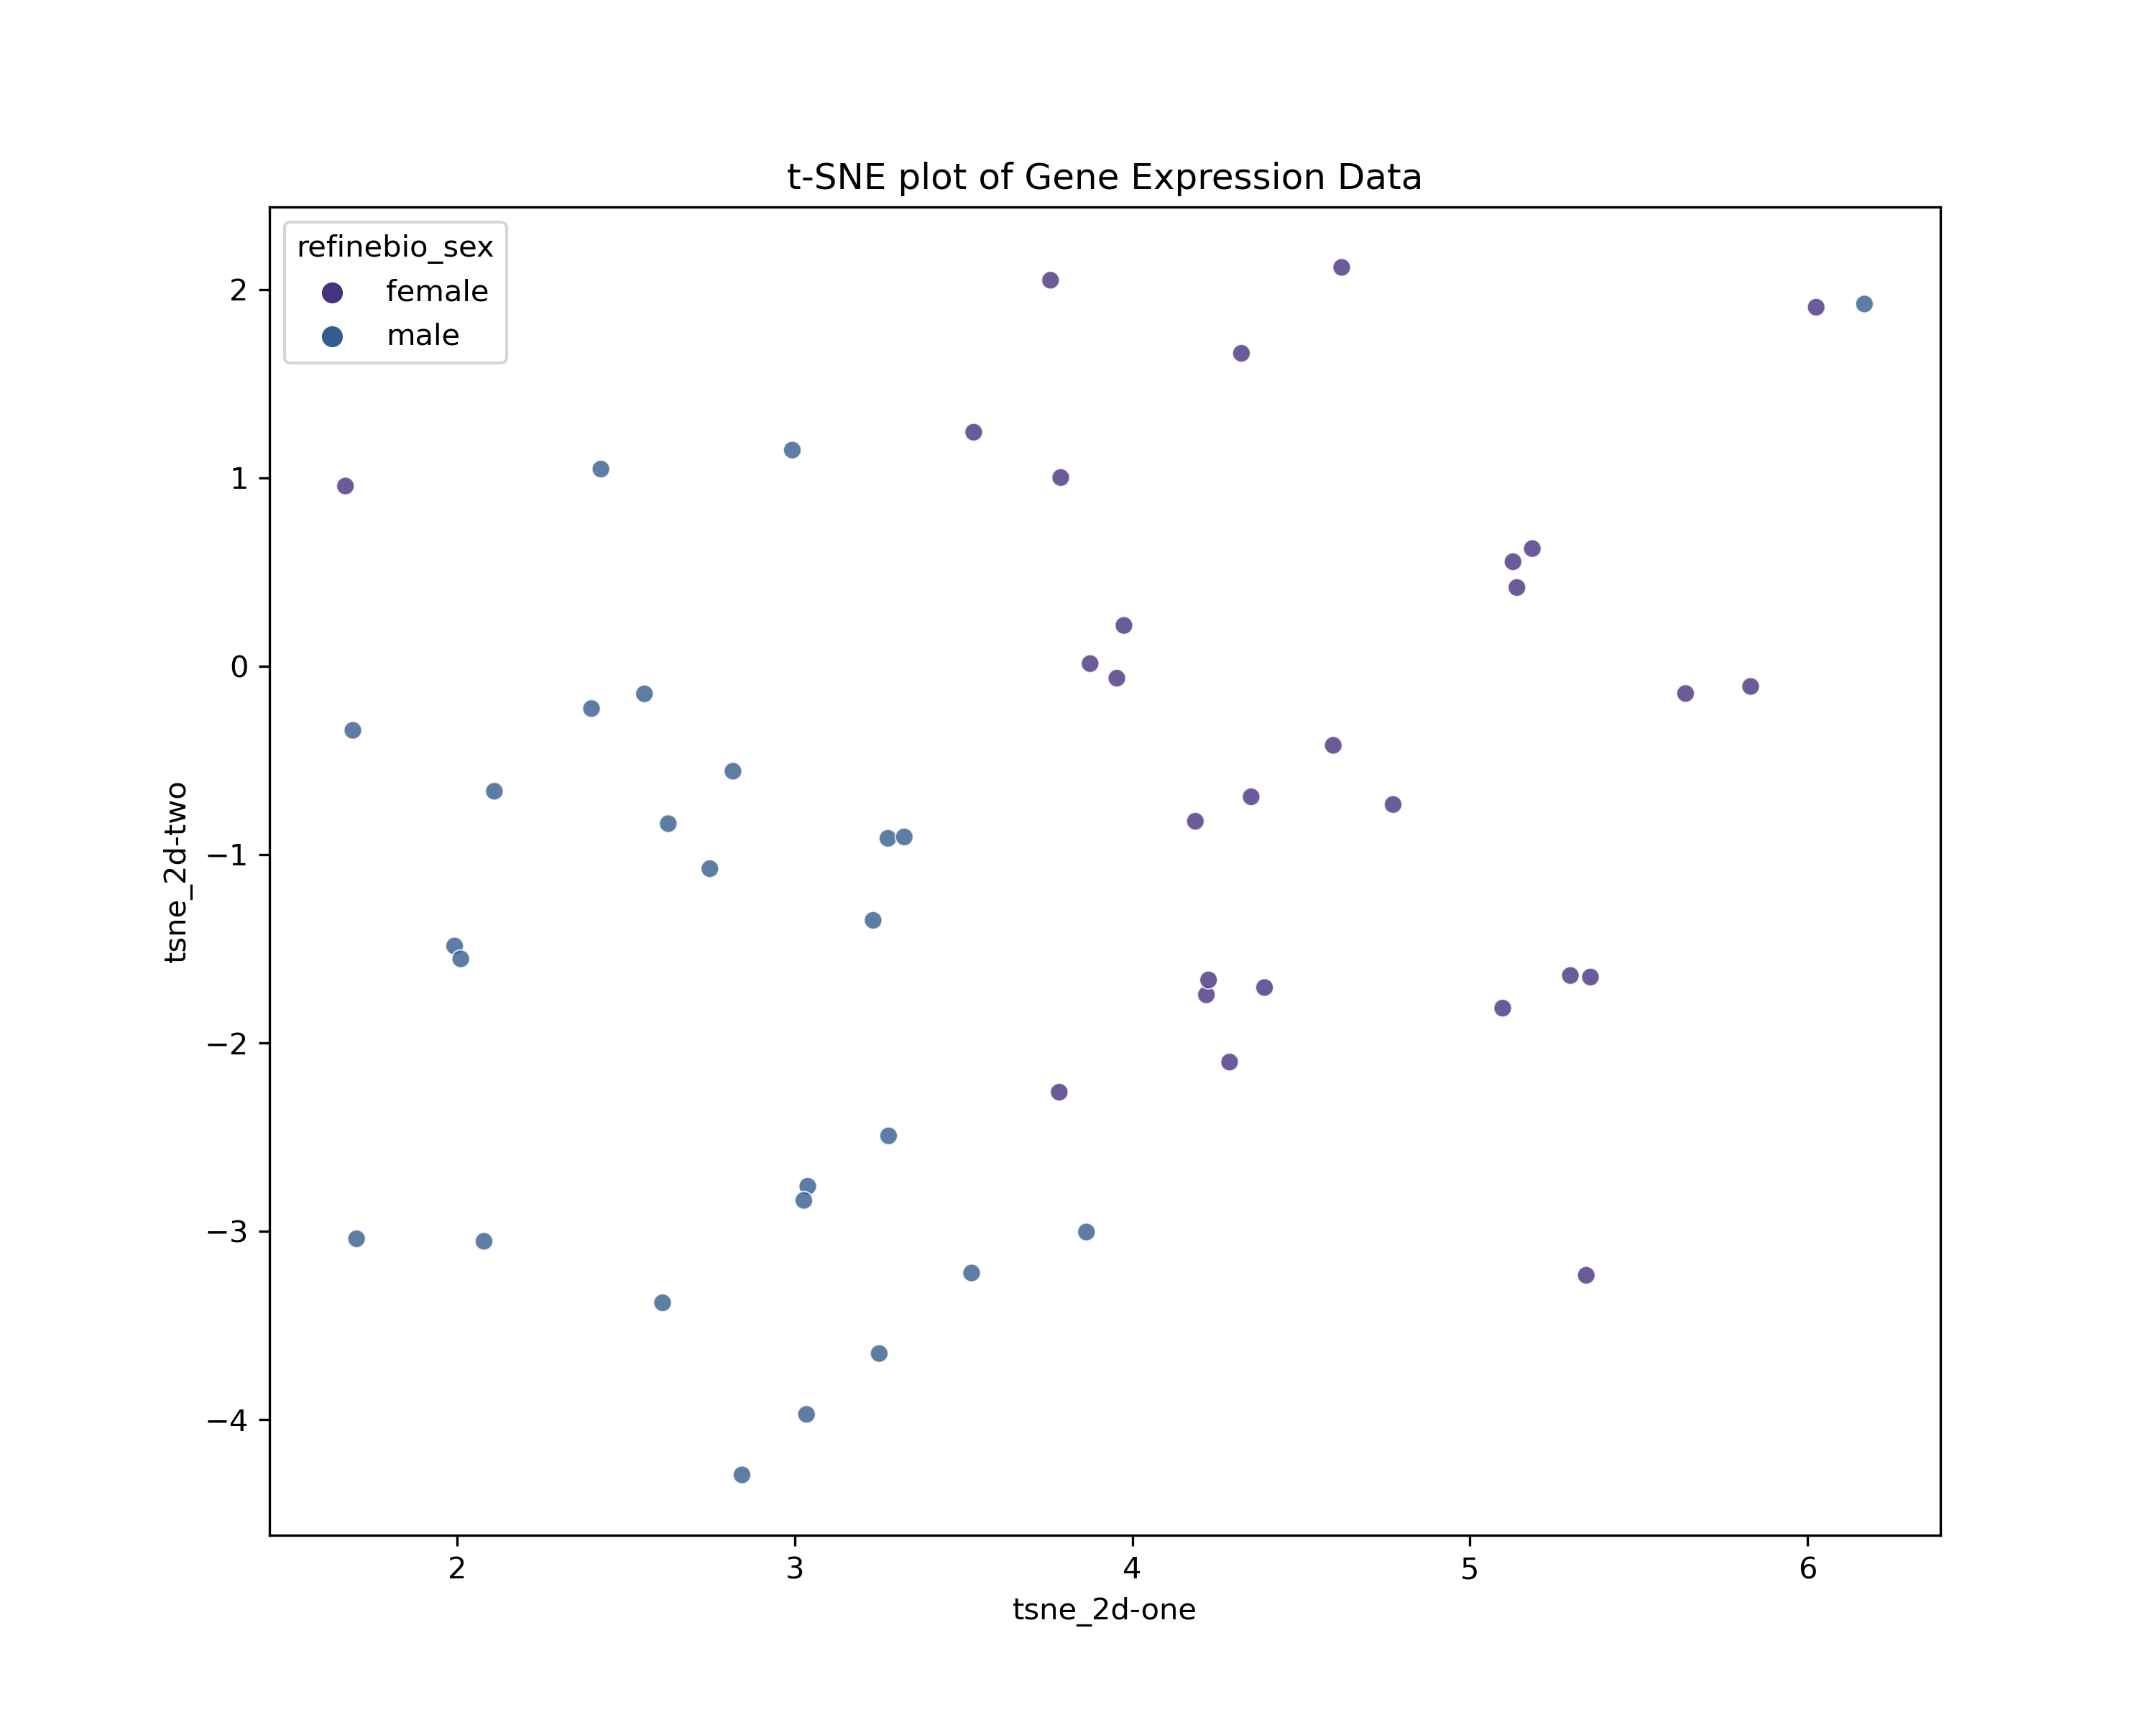 t-SNE plot of Gene Expression Data
refinebio_sex
female
male
2
1
0
−1
−2
−3
−4
tsne_2d-two
2 3 4 5 6
tsne_2d-one